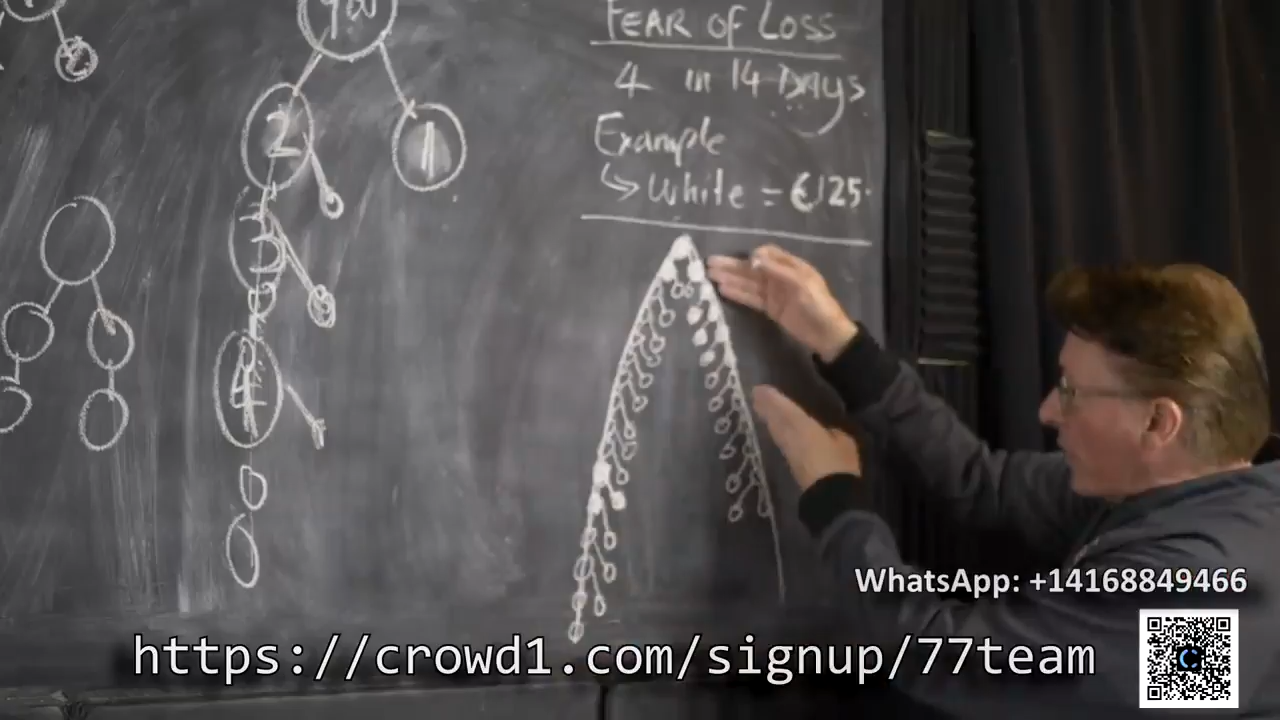 You
FEAR OF LOSS
4 in 14 DAYS
Example
↳ White = €125.
2
1
3
4
WhatsApp: +14168849466
https://crowd1.com/signup/77team